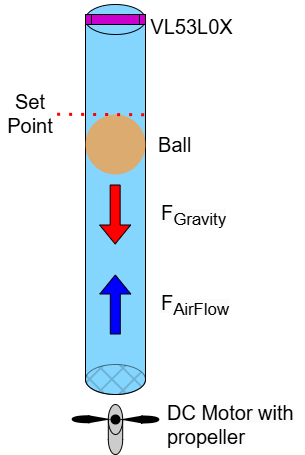 VL53L0X
Set
Point
Ball
FGravity
FAirFlow
DC Motor with
propeller